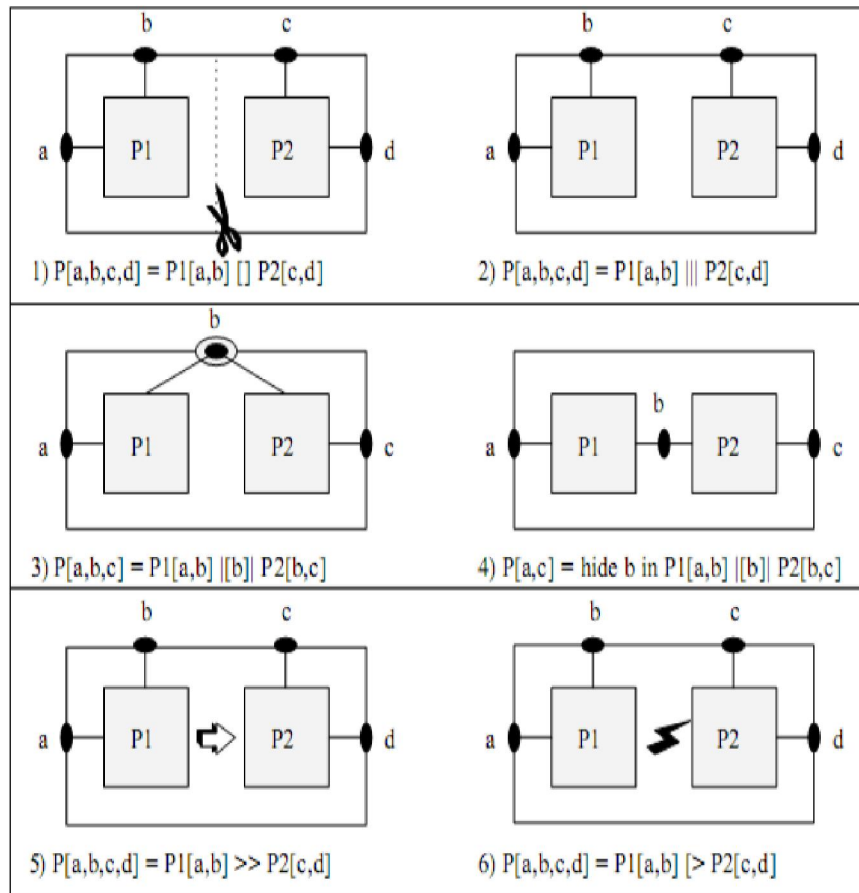 b c b c
a P1 P2 d a P1 P2 d
1) P[a,b,c,d] = P1[a,b] [] P2[c,d] 2) P[a,b,c,d] = P1[a,b] ||| P2[c,d]
b
b
a P1 P2 c a P1 P2 c
3) P[a,b,c] = P1[a,b] |[b]| P2[b,c] 4) P[a,c] = hide b in P1[a,b] |[b]| P2[b,c]
b c b c
a P1 P2 d a P1 P2 d
5) P[a,b,c,d] = P1[a,b] >> P2[c,d] 6) P[a,b,c,d] = P1[a,b] [> P2[c,d]